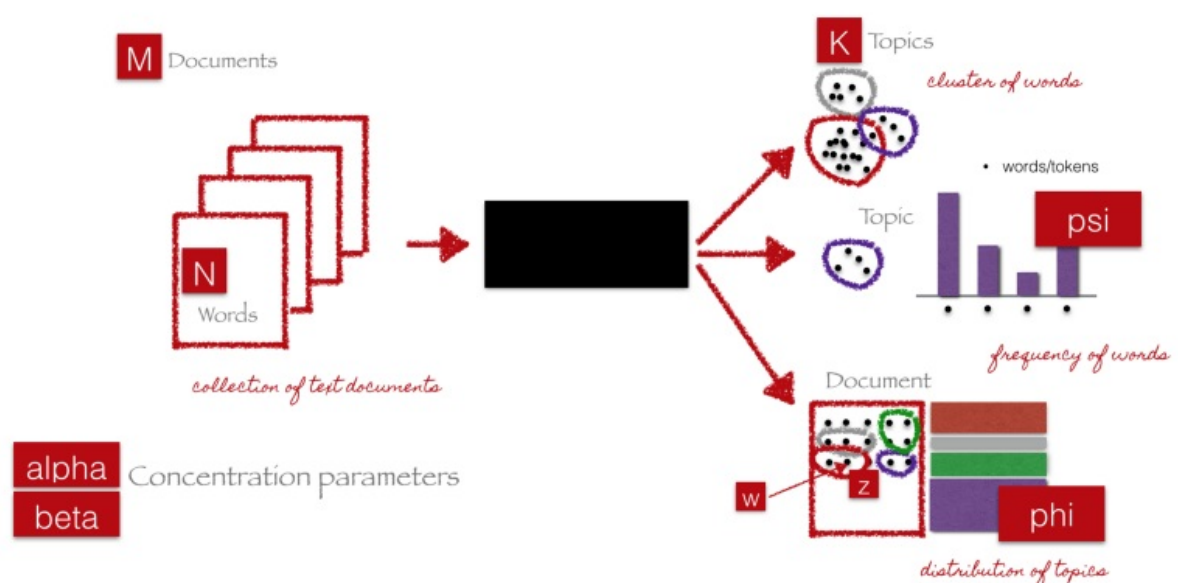 M Documents
K Topics
cluster of words
• words/tokens
Topic
psi
N
Words
frequency of words
collection of text documents
Document
alpha
beta
Concentration parameters
w
z
phi
distribution of topics